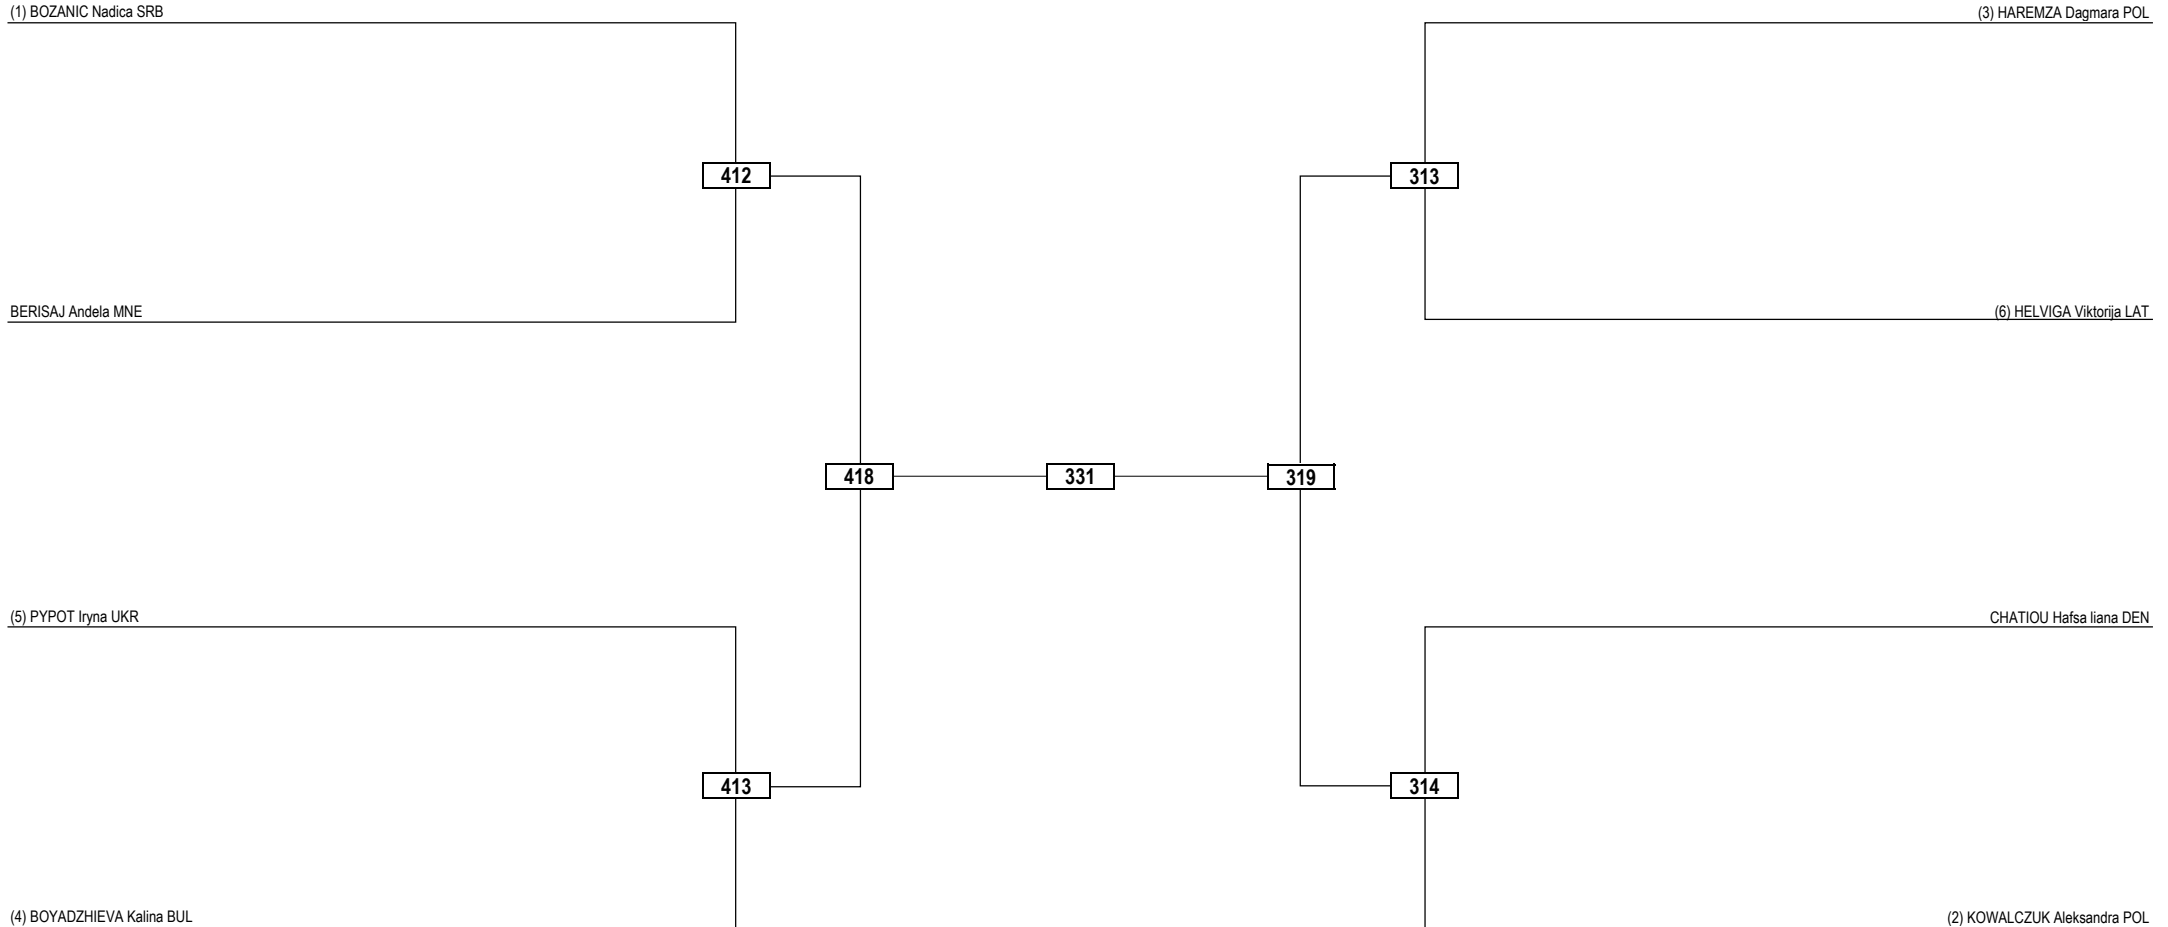 (1) BOZANIC Nadica SRB
(3) HAREMZA Dagmara POL
412
313
BERISAJ Andela MNE
(6) HELVIGA Viktorija LAT
418
331
319
(5) PYPOT Iryna UKR
CHATIOU Hafsa liana DEN
413
314
(4) BOYADZHIEVA Kalina BUL
(2) KOWALCZUK Aleksandra POL